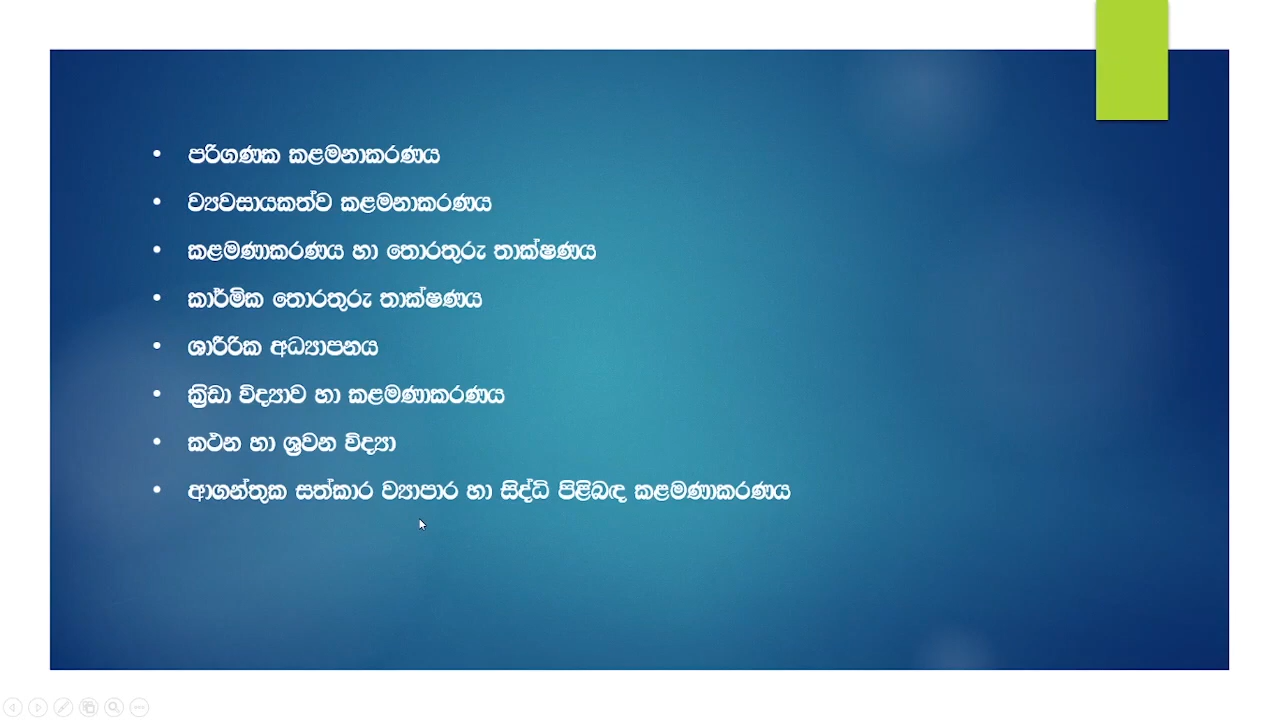 • පරිගණක කළමනාකරණය
• ව්‍යවසායකත්ව කළමනාකරණය
• කළමණාකරණය හා තොරතුරු තාක්ෂණය
• කාර්මික තොරතුරු තාක්ෂණය
• ශාරීරික අධ්‍යාපනය
• ක්‍රිඩා විද්‍යාව හා කළමණාකරණය
• කථන හා ශ්‍රවන විද්‍යා
• ආගන්තුක සත්කාර ව්‍යාපාර හා සිද්ධි පිළිබඳ කළමණාකරණය